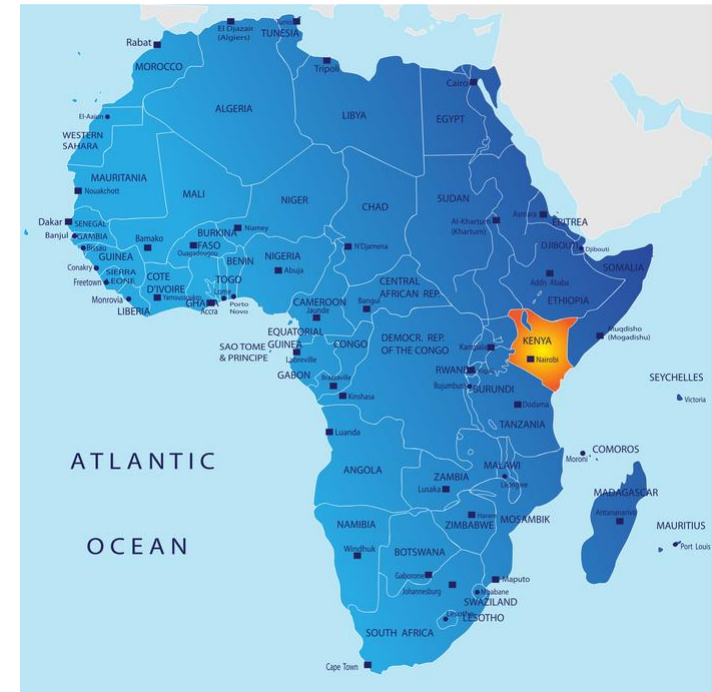 El Djazair
(Algiers)
Tunis
TUNESIA
Rabat
MOROCCO
Tripoli
Cairo
ALGERIA
LIBYA
EGYPT
El-Aaiun
WESTERN
SAHARA
MAURITANIA
Nouakchott
MALI
NIGER
CHAD
SUDAN
Al-Khartum
(Khartum)
Asmara
ERITREA
Dakar
SENEGAL
Banjul
GAMBIA
Bissau
Bamako
BURKINA
FASO
Ouagadougou
Niamey
N'Djamena
DJIBOUTI
Djibouti
GUINEA
Conakry
SIERRA
LEONE
Freetown
Monrovia
LIBERIA
COTE
D'IVOIRE
Yamoussoukro
GHANA
Accra
TOGO
Lome
BENIN
Porto
Novo
NIGERIA
Abuja
Addis Ababa
ETHIOPIA
SOMALIA
CENTRAL
AFRICAN REP.
Bangui
CAMEROON
Jaunde
EQUATORIAL
GUINEA
SAO TOME
& PRINCIPE
Libreville
GABON
CONGO
Brazzaville
Kinshasa
DEMOCR. REP.
OF THE CONGO
Kampala
KENYA
Nairobi
Muqdisho
(Mogadishu)
RWANDA
Bujumbura
BURUNDI
Dodama
TANZANIA
SEYCHELLES
Victoria
Luanda
ANGOLA
ZAMBIA
Lusaka
MALAWI
Lilongwe
COMOROS
Moroni
MADAGASCAR
Antananarivo
MAURITIUS
Port Louis
ATLANTIC
OCEAN
NAMIBIA
Windhuk
Harare
ZIMBABWE
MOSAMBIK
BOTSWANA
Gaborone
Johannesburg
Maputo
Mbabane
SWAZILAND
Lesotho
LESOTHO
SOUTH AFRICA
Cape Town